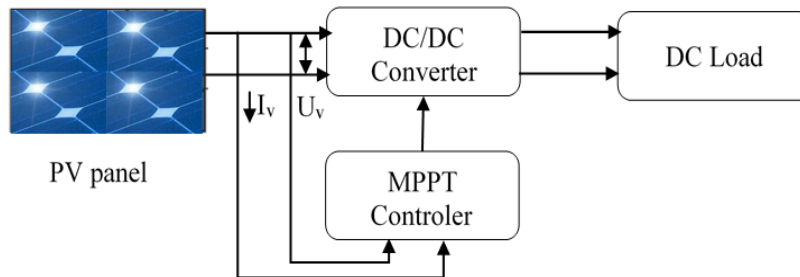 DC/DC
Converter
DC Load
Iv
Uv
PV panel
MPPT
Controler